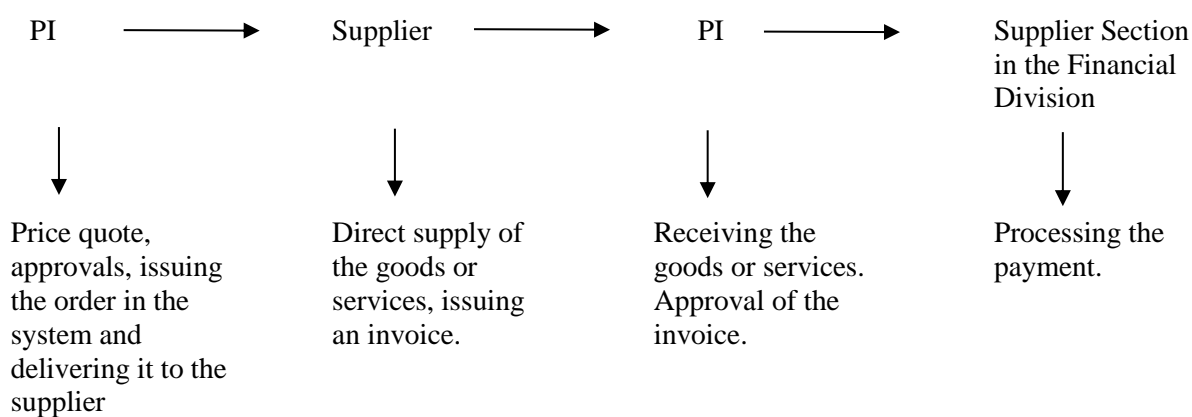 PI
Supplier
PI
Supplier Section
in the Financial
Division
Price quote,
approvals, issuing
the order in the
system and
delivering it to the
supplier
Direct supply of
the goods or
services, issuing
an invoice.
Receiving the
goods or services.
Approval of the
invoice.
Processing the
payment.